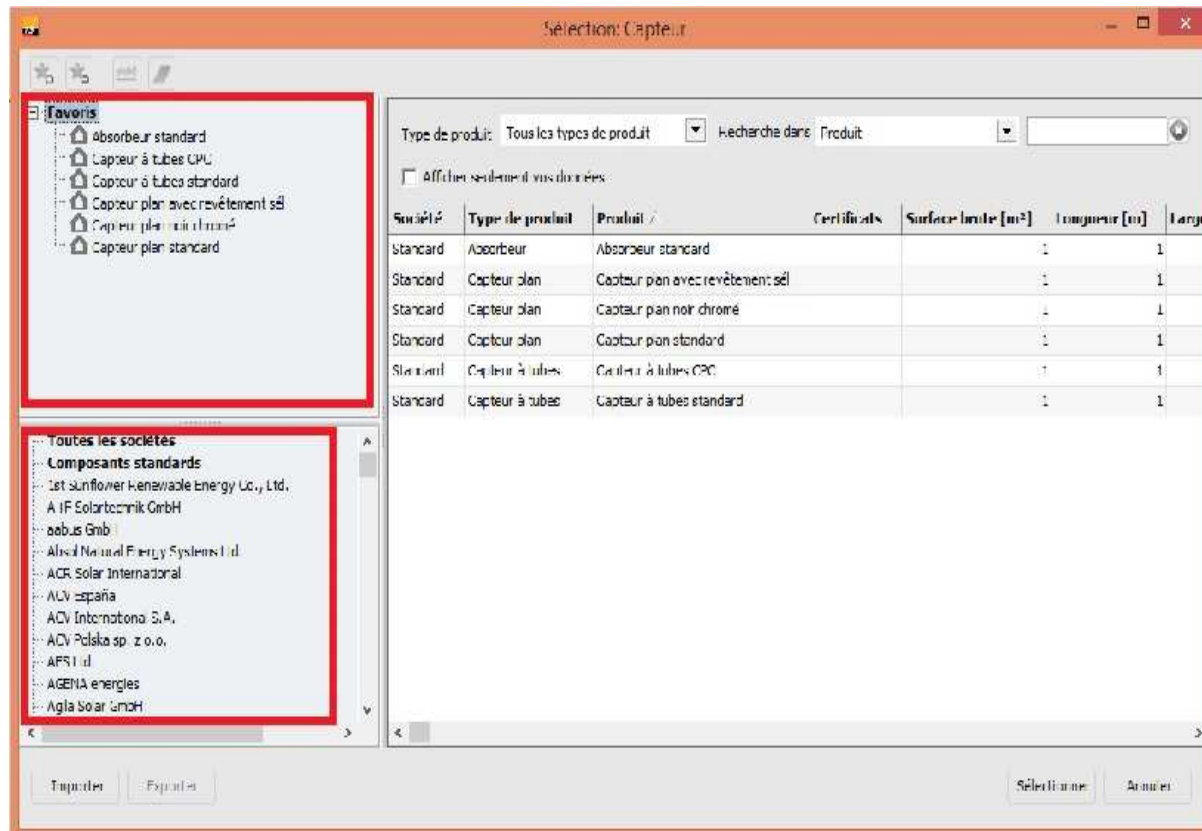 Sélection: Capteur
Favoris
Absorbeur standard
Capteur à tubes CPC
Capteur à tubes standard
Capteur plan avec revêtement sél
Capteur plan noir chromé
Capteur plan standard
Type de produit Tous les types de produit Recherche dans Produit
Afficher seulement vos données
Société Type de produit Produit Certificats Surface brute [m²] Longueur [m] Large
Standard Absorbeur Absorbeur standard 1 1
Standard Capteur plan Capteur plan avec revêtement sél 1 1
Standard Capteur plan Capteur plan noir chromé 1 1
Standard Capteur plan Capteur plan standard 1 1
Standard Capteur à tubes Capteur à tubes CPC 1 1
Standard Capteur à tubes Capteur à tubes standard 1 1
Toutes les sociétés
Composants standards
1st Sunflower Renewable Energy Co., Ltd.
Solartechnik GmbH
aabus GmbH
Absol Natural Energy Systems Ltd
ACR Solar International
ACV España
ACV International S.A.
ACV Polska sp. z o.o.
AES Ltd
AGENA energies
Agila Solar GmbH
Importer Exporter Sélectionner Annuler